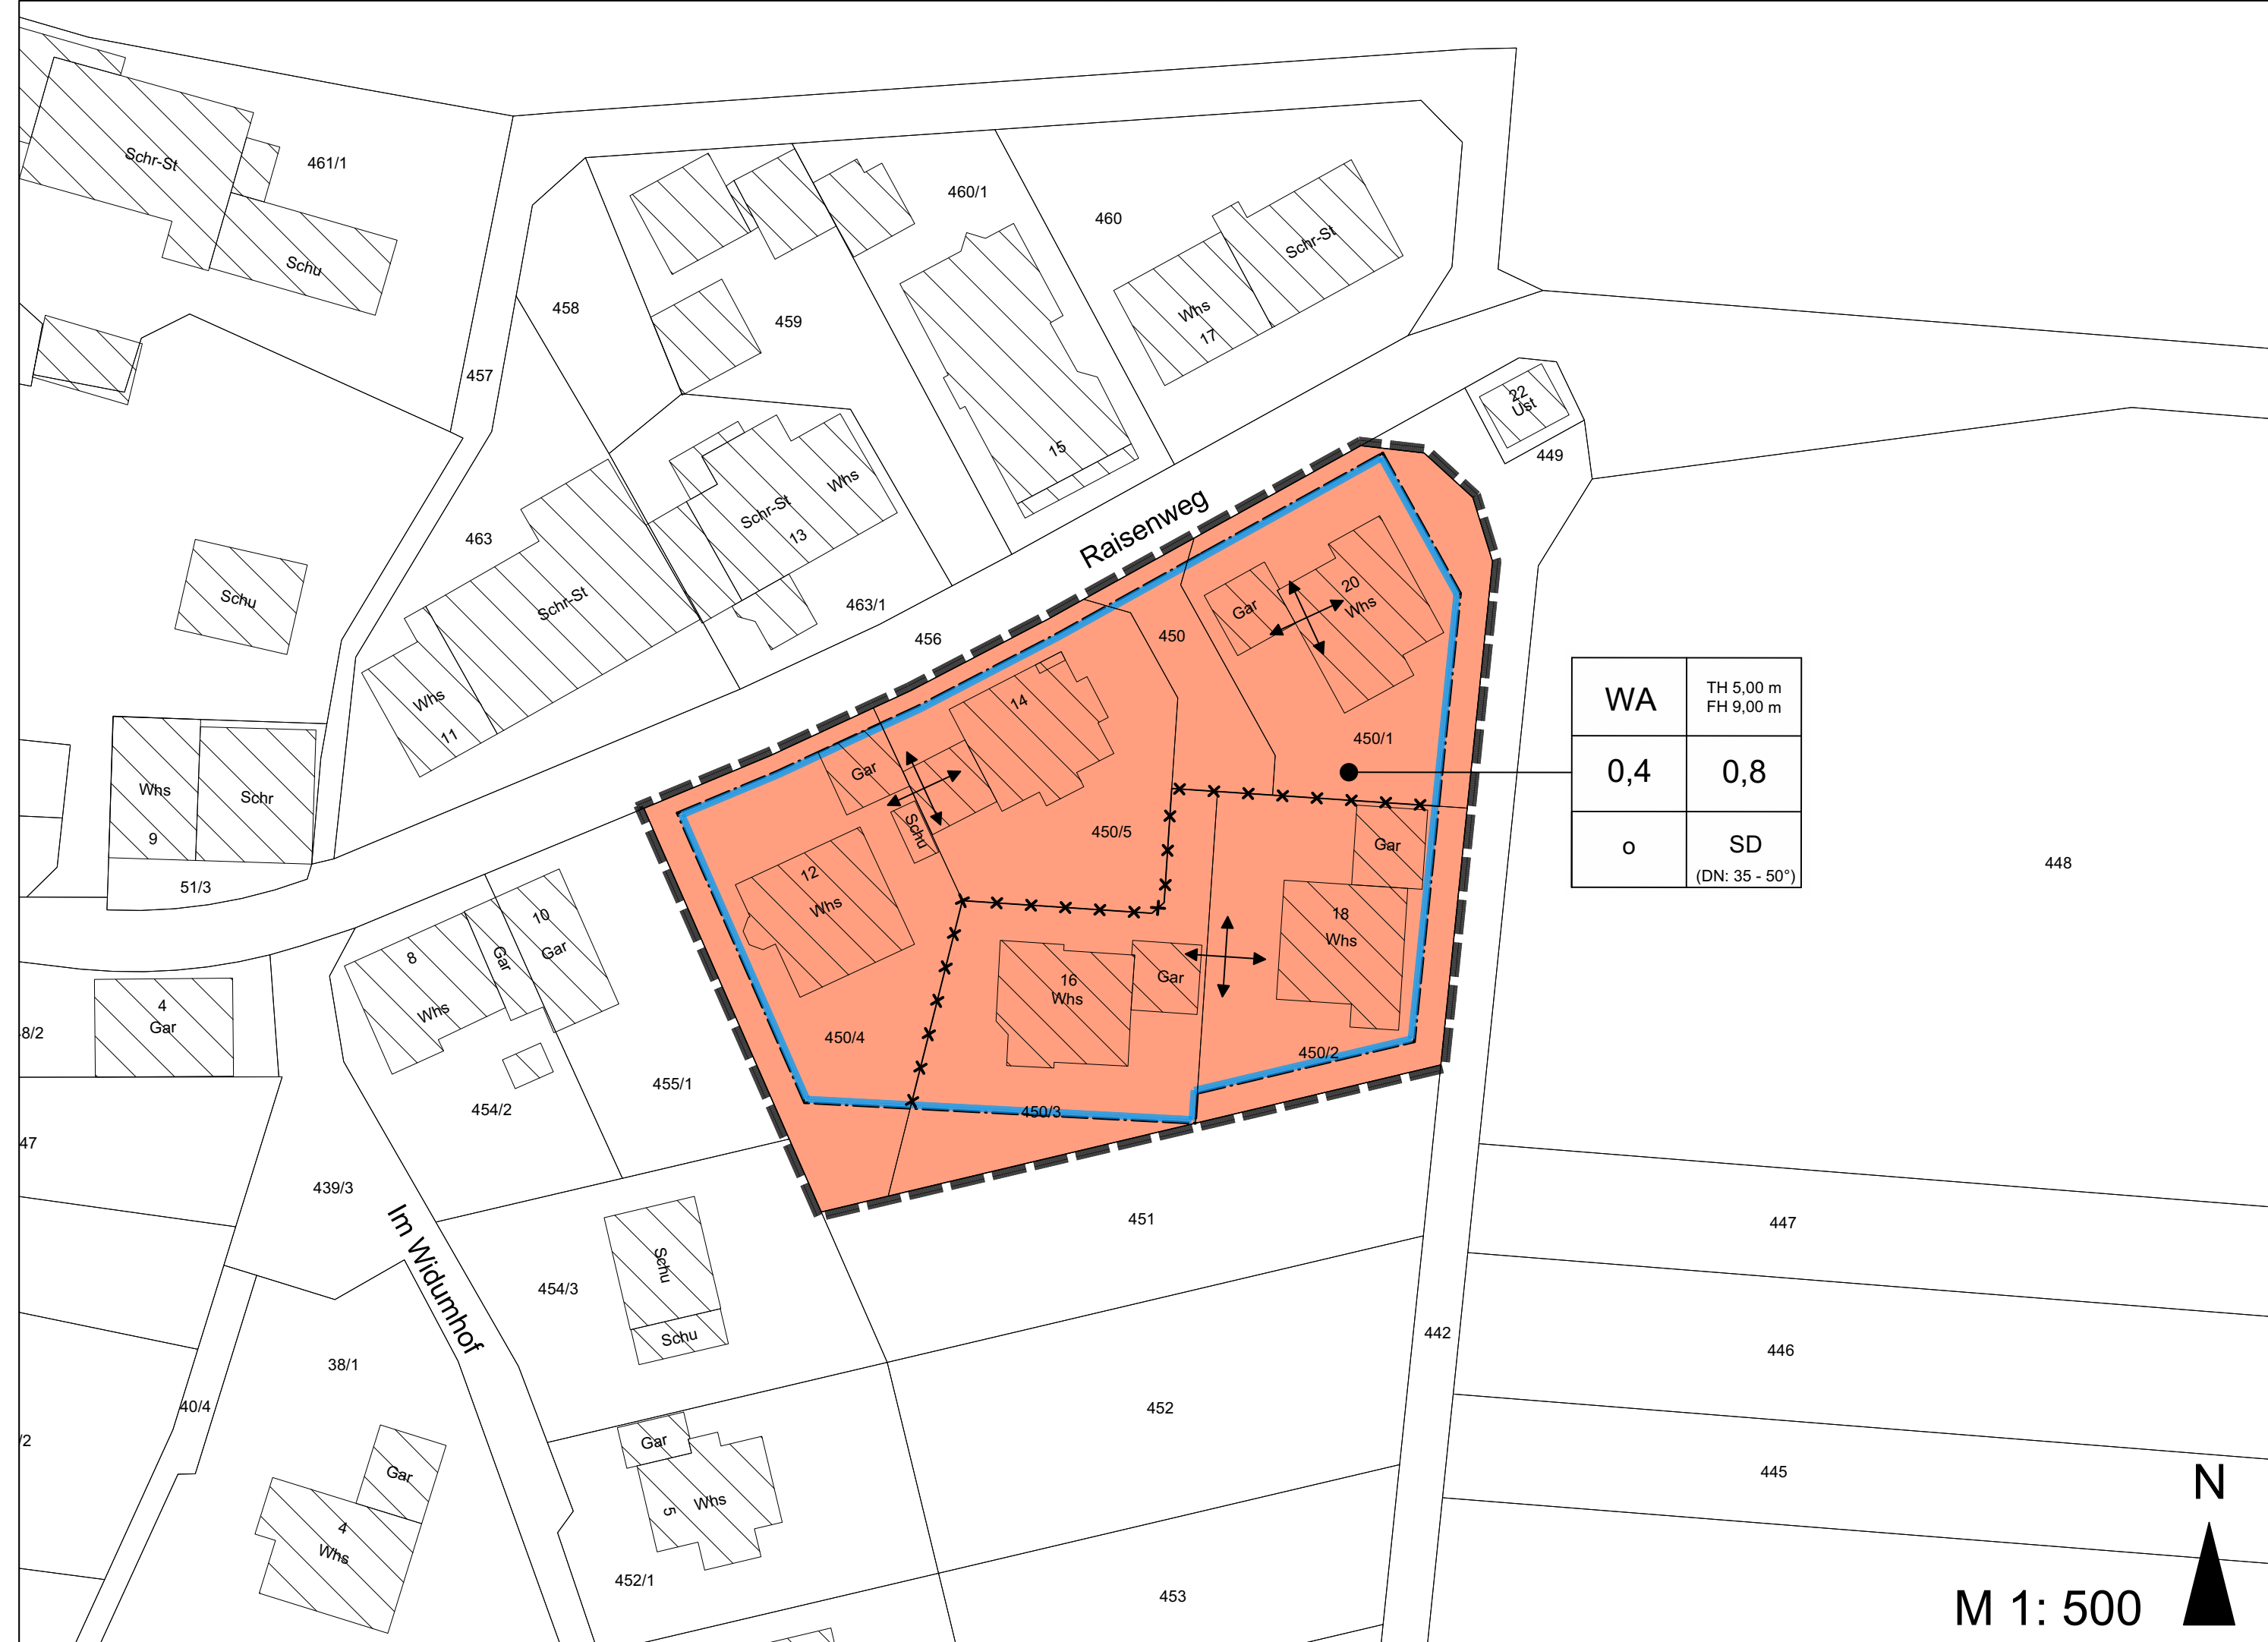 461/1
Schr-St
Schu
460/1
460
Schr-St
Whs
17
458
459
457
22
Ust
449
15
Whs
Schr-St
13
463
Raisenweg
Schu
Schr-St
463/1
456
450
20
Whs
Gar
Whs
11
14
450/1
WA
TH 5,00 m
FH 9,00 m
0,4
0,8
o
SD
(DN: 35 - 50°)
Gar
Whs
Schr
9
Schu
450/5
Gar
448
51/3
12
Whs
10
Gar
Gar
8
Whs
18
Whs
16
Whs
Gar
4
Gar
8/2
450/4
450/2
455/1
454/2
450/3
47
439/3
451
447
Im Widumhof
454/3
Schu
Schu
442
446
38/1
40/4
452
/2
Gar
5
Whs
445
Gar
4
Whs
N
452/1
453
M 1: 500